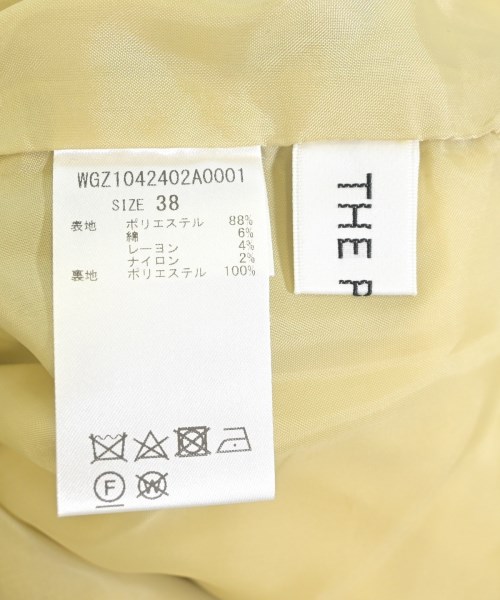 WGZ1042402A0001
SIZE 38
表地 ポリエステル 88%
綿 6%
レーヨン 4%
ナイロン 2%
裏地 ポリエステル 100%
F W
THE